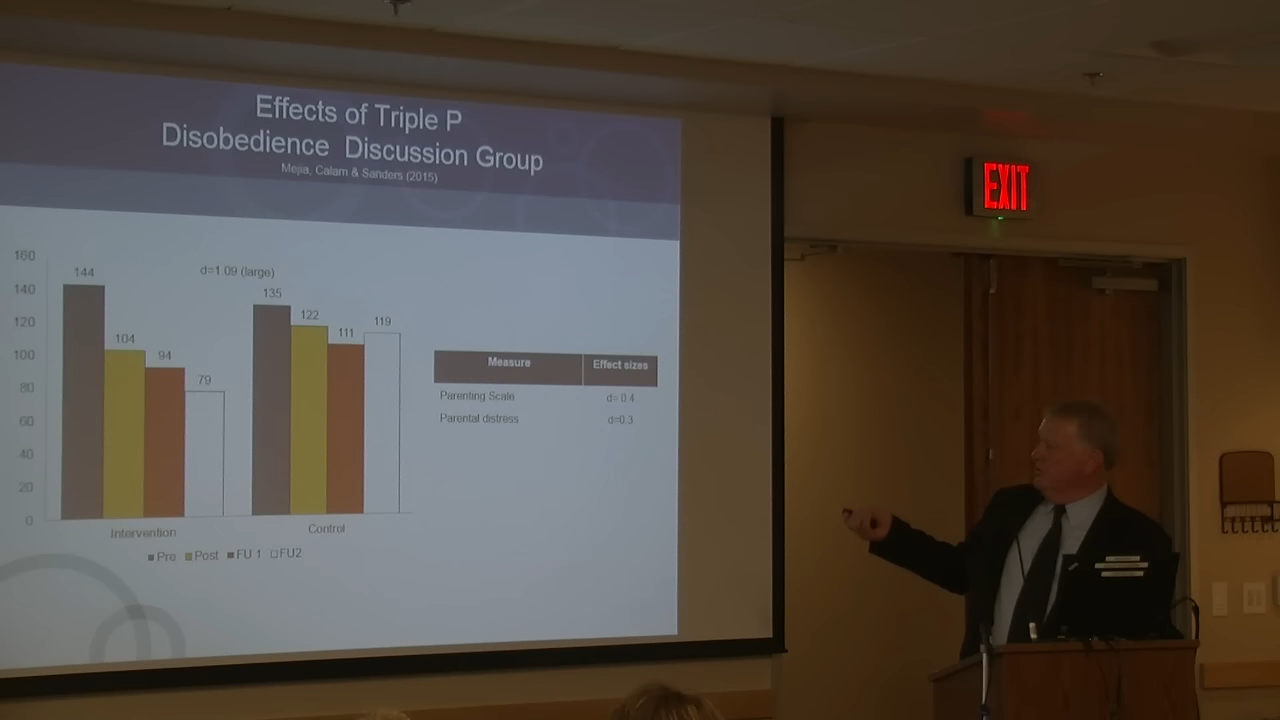 Effects of Triple P
Disobedience Discussion Group
Mejia, Calam & Sanders (2015)
EXIT
160
140
120
100
80
60
40
20
0
d=1.09 (large)
144
104
94
79
135
122
111
119
Intervention
Control
Pre Post FU 1 FU2
Measure Effect sizes
Parenting Scale d= 0.4
Parental distress d=0.3